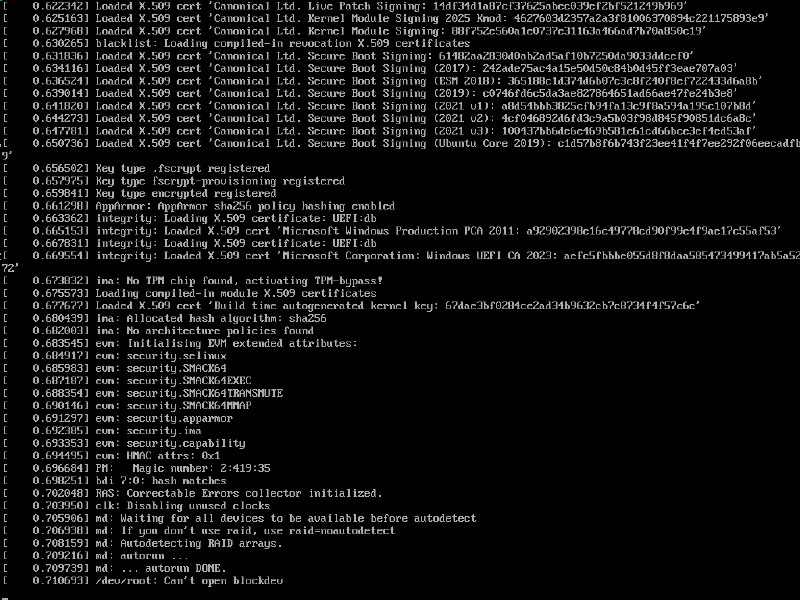 [    0.622342] Loaded X.509 cert 'Canonical Ltd. Live Patch Signing: 14df34d1a87cf37625abec039ef2bf521249b969'
[    0.625163] Loaded X.509 cert 'Canonical Ltd. Kernel Module Signing 2025 Kmod: 4627603d2357a2a3f81006370894c221175893e9'
[    0.627968] Loaded X.509 cert 'Canonical Ltd. Kernel Module Signing: 88f752e560a1e0737e31163a466ad7b70a850c19'
[    0.630265] blacklist: Loading compiled-in revocation X.509 certificates
[    0.631836] Loaded X.509 cert 'Canonical Ltd. Secure Boot Signing: 61482aa2830d0ab2ad5af10b7250da9033ddcef0'
[    0.634116] Loaded X.509 cert 'Canonical Ltd. Secure Boot Signing (2017): 242ade75ac4a15e50d50c84b0d45ff3eae707a03'
[    0.636524] Loaded X.509 cert 'Canonical Ltd. Secure Boot Signing (ESM 2018): 365188c1d374d6b07c3c8f240f8ef722433d6a8b'
[    0.639014] Loaded X.509 cert 'Canonical Ltd. Secure Boot Signing (2019): c0746fd6c5da3ae827864651ad66ae47fe24b3e8'
[    0.641820] Loaded X.509 cert 'Canonical Ltd. Secure Boot Signing (2021 v1): a8d54bbb3825cfb94fa13c9f8a594a195c107b8d'
[    0.644273] Loaded X.509 cert 'Canonical Ltd. Secure Boot Signing (2021 v2): 4cf046892d6fd3c9a5b03f98d845f90851dc6a8c'
[    0.647781] Loaded X.509 cert 'Canonical Ltd. Secure Boot Signing (2021 v3): 100437bb6de6e469b581e61cd66bce3ef4ed53af'
[    0.650736] Loaded X.509 cert 'Canonical Ltd. Secure Boot Signing (Ubuntu Core 2019): c1d57b8f6b743f23ee41f4f7ee292f06eecadfb
9'
[    0.656502] Key type .fscrypt registered
[    0.657975] Key type fscrypt-provisioning registered
[    0.659841] Key type encrypted registered
[    0.661298] AppArmor: AppArmor sha256 policy hashing enabled
[    0.663362] integrity: Loading X.509 certificate: UEFI:db
[    0.665153] integrity: Loaded X.509 cert 'Microsoft Windows Production PCA 2011: a92902398e16c49778cd90f99e4f9ae17c55af53'
[    0.667831] integrity: Loading X.509 certificate: UEFI:db
[    0.669554] integrity: Loaded X.509 cert 'Microsoft Corporation: Windows UEFI CA 2023: aefc5fbbbe055d8f8daa585473499417ab5a52
72'
[    0.673832] ima: No TPM chip found, activating TPM-bypass!
[    0.675573] Loading compiled-in module X.509 certificates
[    0.677677] Loaded X.509 cert 'Build time autogenerated kernel key: 67dae3bf0284ce2ad34b9632cb7e8734f4f57c6c'
[    0.680439] ima: Allocated hash algorithm: sha256
[    0.682003] ima: No architecture policies found
[    0.683545] evm: Initialising EVM extended attributes:
[    0.684917] evm: security.selinux
[    0.685983] evm: security.SMACK64
[    0.687187] evm: security.SMACK64EXEC
[    0.688354] evm: security.SMACK64TRANSMUTE
[    0.690146] evm: security.SMACK64MMAP
[    0.691297] evm: security.apparmor
[    0.692385] evm: security.ima
[    0.693353] evm: security.capability
[    0.694495] evm: HMAC attrs: 0x1
[    0.696684] PM:   Magic number: 2:419:35
[    0.698251] bdi 7:0: hash matches
[    0.702048] RAS: Correctable Errors collector initialized.
[    0.703950] clk: Disabling unused clocks
[    0.705906] md: Waiting for all devices to be available before autodetect
[    0.706938] md: If you don't use raid, use raid=noautodetect
[    0.708159] md: Autodetecting RAID arrays.
[    0.709216] md: autorun ...
[    0.709739] md: ... autorun DONE.
[    0.710693] /dev/root: Can't open blockdev